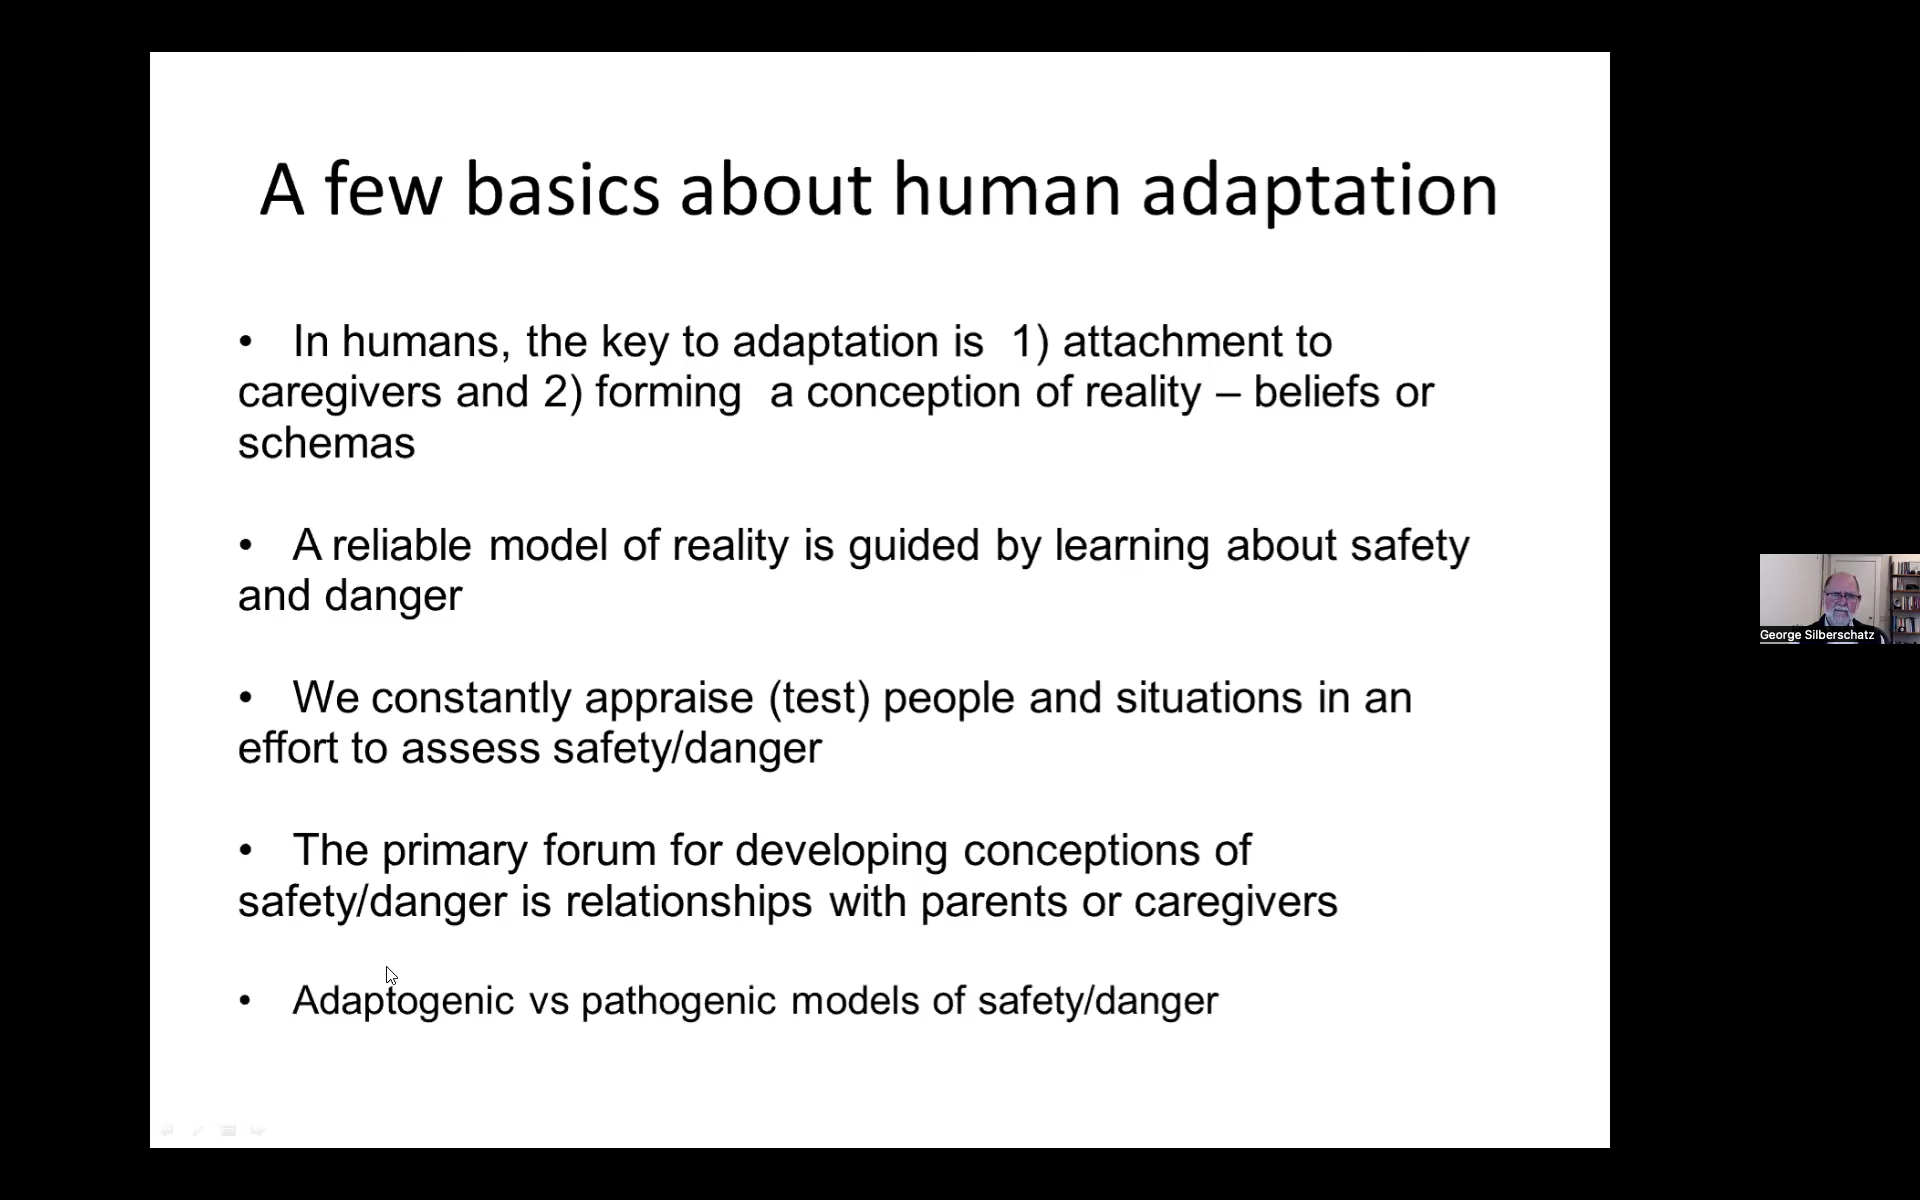 A few basics about human adaptation
• In humans, the key to adaptation is  1) attachment to
caregivers and 2) forming  a conception of reality – beliefs or
schemas
• A reliable model of reality is guided by learning about safety
and danger
• We constantly appraise (test) people and situations in an
effort to assess safety/danger
• The primary forum for developing conceptions of
safety/danger is relationships with parents or caregivers
• Adaptogenic vs pathogenic models of safety/danger
George Silberschatz